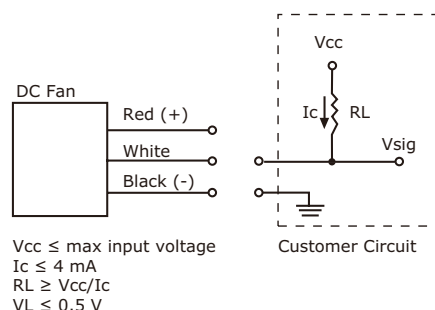 Vcc
DC Fan
Ic RL
Red (+)
Vsig
White
Black (-)
Vcc ≤ max input voltage
Customer Circuit
Ic ≤ 4 mA
RL ≥ Vcc/Ic
VL ≤ 0.5 V